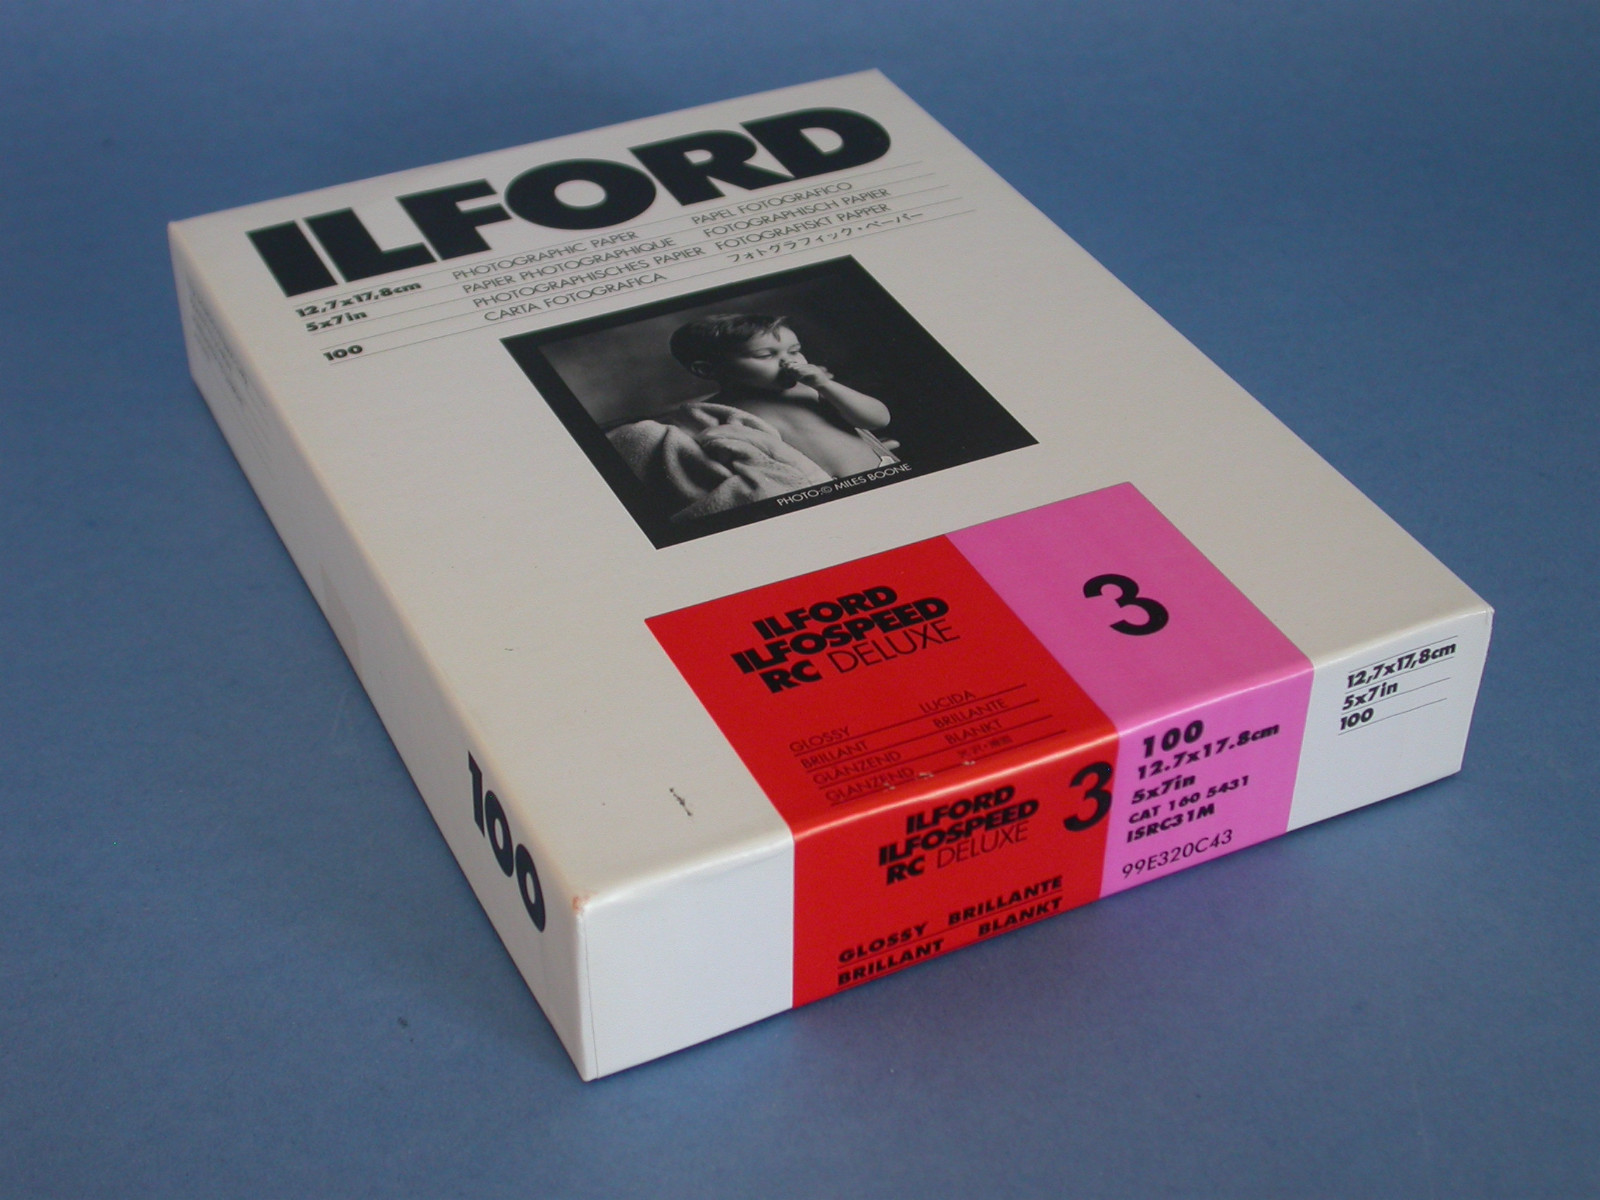 ILFORD
12,7x17,8cm
5x7in
100
PHOTOGRAPHIC PAPER
PAPIER PHOTOGRAPHIQUE
PHOTOGRAPHISCHES PAPIER
CARTA FOTOGRAFICA
PAPEL FOTOGRAFICO
FOTOGRAPHISCH PAPIER
FOTOGRAFISKT PAPPER
フォトグラフィック・ペーパー
PHOTO:© MILES BOONE
ILFORD
ILFOSPEED
RC DELUXE
GLOSSY
BRILLANT
GLÄNZEND
GLANZEND
LUCIDA
BRILLANTE
BLANKT
3
100
ILFORD
ILFOSPEED
RC DELUXE
3
GLOSSY BRILLANTE
BRILLANT BLANKT
100
12.7x17.8cm
5x7in
CAT 160 5431
ISRC31M
99E320C43
12,7x17,8cm
5x7in
100